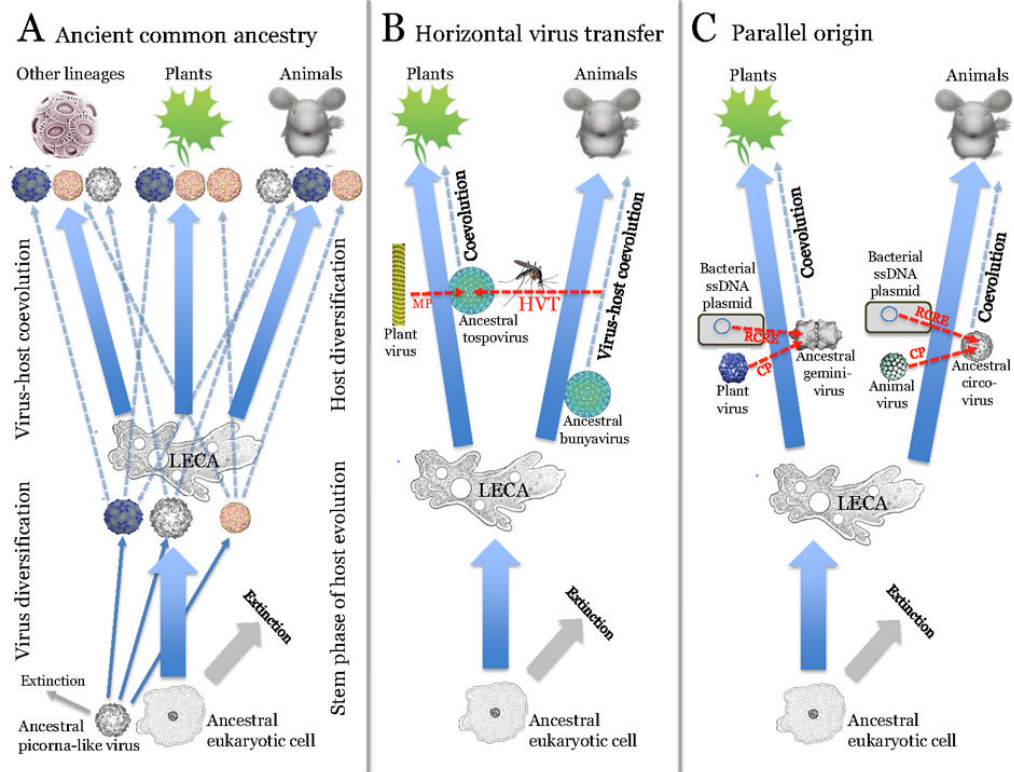 A Ancient common ancestry
Other lineages
Plants
Animals
Virus-host coevolution
Host diversification
LECA
Virus diversification
Stem phase of host evolution
Extinction
Extinction
Ancestral
picorna-like virus
Ancestral
eukaryotic cell
B Horizontal virus transfer
Plants
Animals
Coevolution
Virus-host coevolution
MP
HVT
Plant
virus
Ancestral
tospovirus
Ancestral
bunyavirus
LECA
Extinction
Ancestral
eukaryotic cell
C Parallel origin
Plants
Animals
Coevolution
Coevolution
Bacterial
ssDNA
plasmid
RCRE
CP
Plant
virus
Ancestral
gemini-
virus
Bacterial
ssDNA
plasmid
RCRE
CP
Animal
virus
Ancestral
circo-
virus
LECA
Extinction
Ancestral
eukaryotic cell